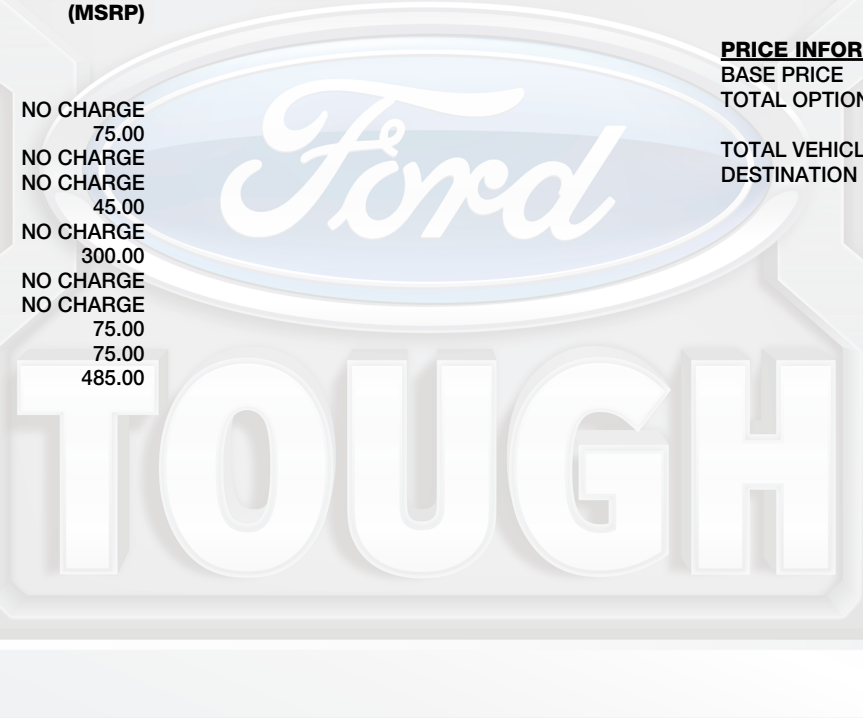 (MSRP)
NO CHARGE
75.00
NO CHARGE
NO CHARGE
45.00
NO CHARGE
300.00
NO CHARGE
NO CHARGE
75.00
75.00
485.00
PRICE INFOR
BASE PRICE
TOTAL OPTION
TOTAL VEHICL
DESTINATION
Ford
TOUGH